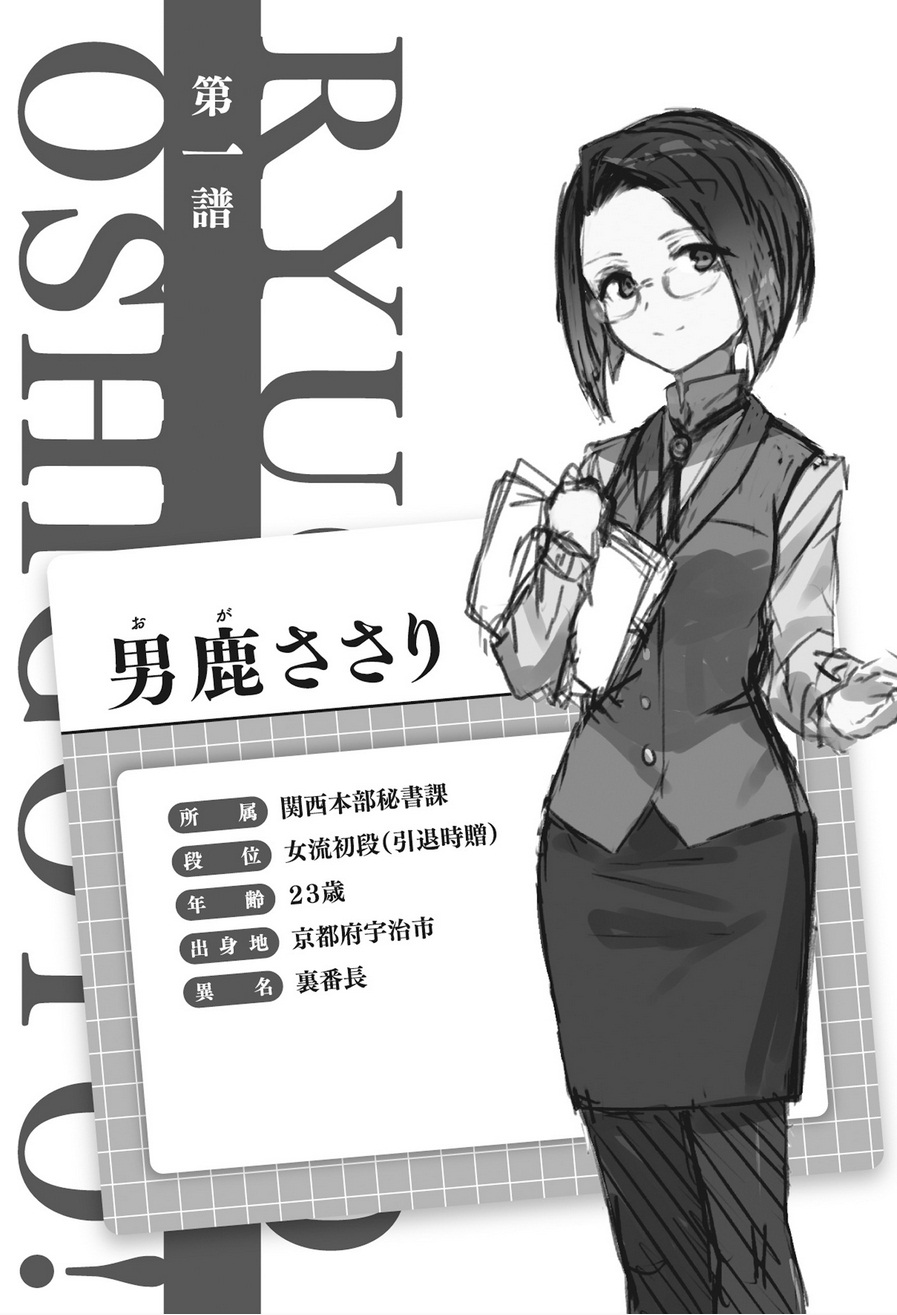 RYUO
OSHIGOTO!
第一譜
おが
男鹿ささり
所属 関西本部秘書課
段位 女流初段(引退時贈)
年齢 23歳
出身地 京都府宇治市
異名 裏番長